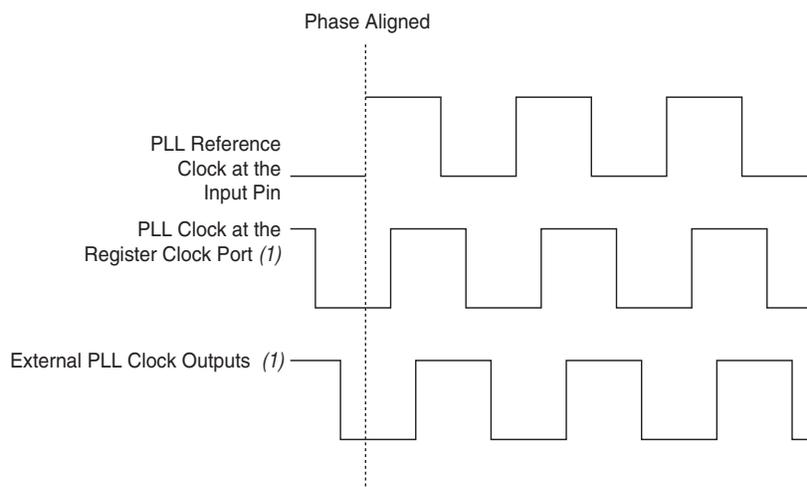 Phase Aligned
PLL Reference
Clock at the
Input Pin
PLL Clock at the
Register Clock Port (1)
External PLL Clock Outputs (1)